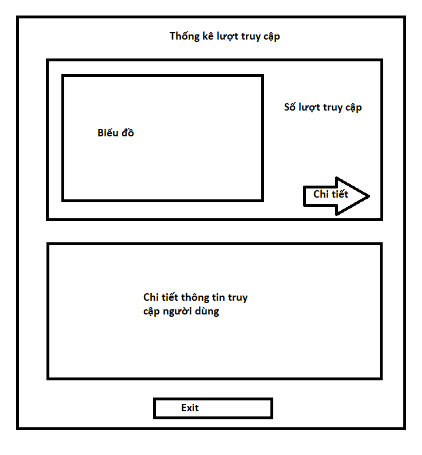 Thống kê lượt truy cập
Số lượt truy cập
Biểu đồ
Chi tiết
Chi tiết thông tin truy
cập người dùng
Exit